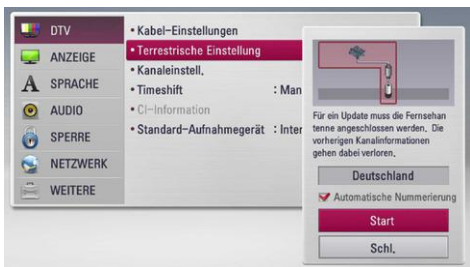 DTV
ANZEIGE
SPRACHE
AUDIO
SPERRE
NETZWERK
WEITERE
• Kabel-Einstellungen
• Terrestrische Einstellung
• Kanaleinstell.
• Timeshift : Man
• CI-Information
• Standard-Aufnahmegerät : Inter
Für ein Update muss die Fernsehan
tenne angeschlossen werden. Die
vorherigen Kanalinformationen
gehen dabei verloren.
Deutschland
Automatische Nummerierung
Start
Schl.